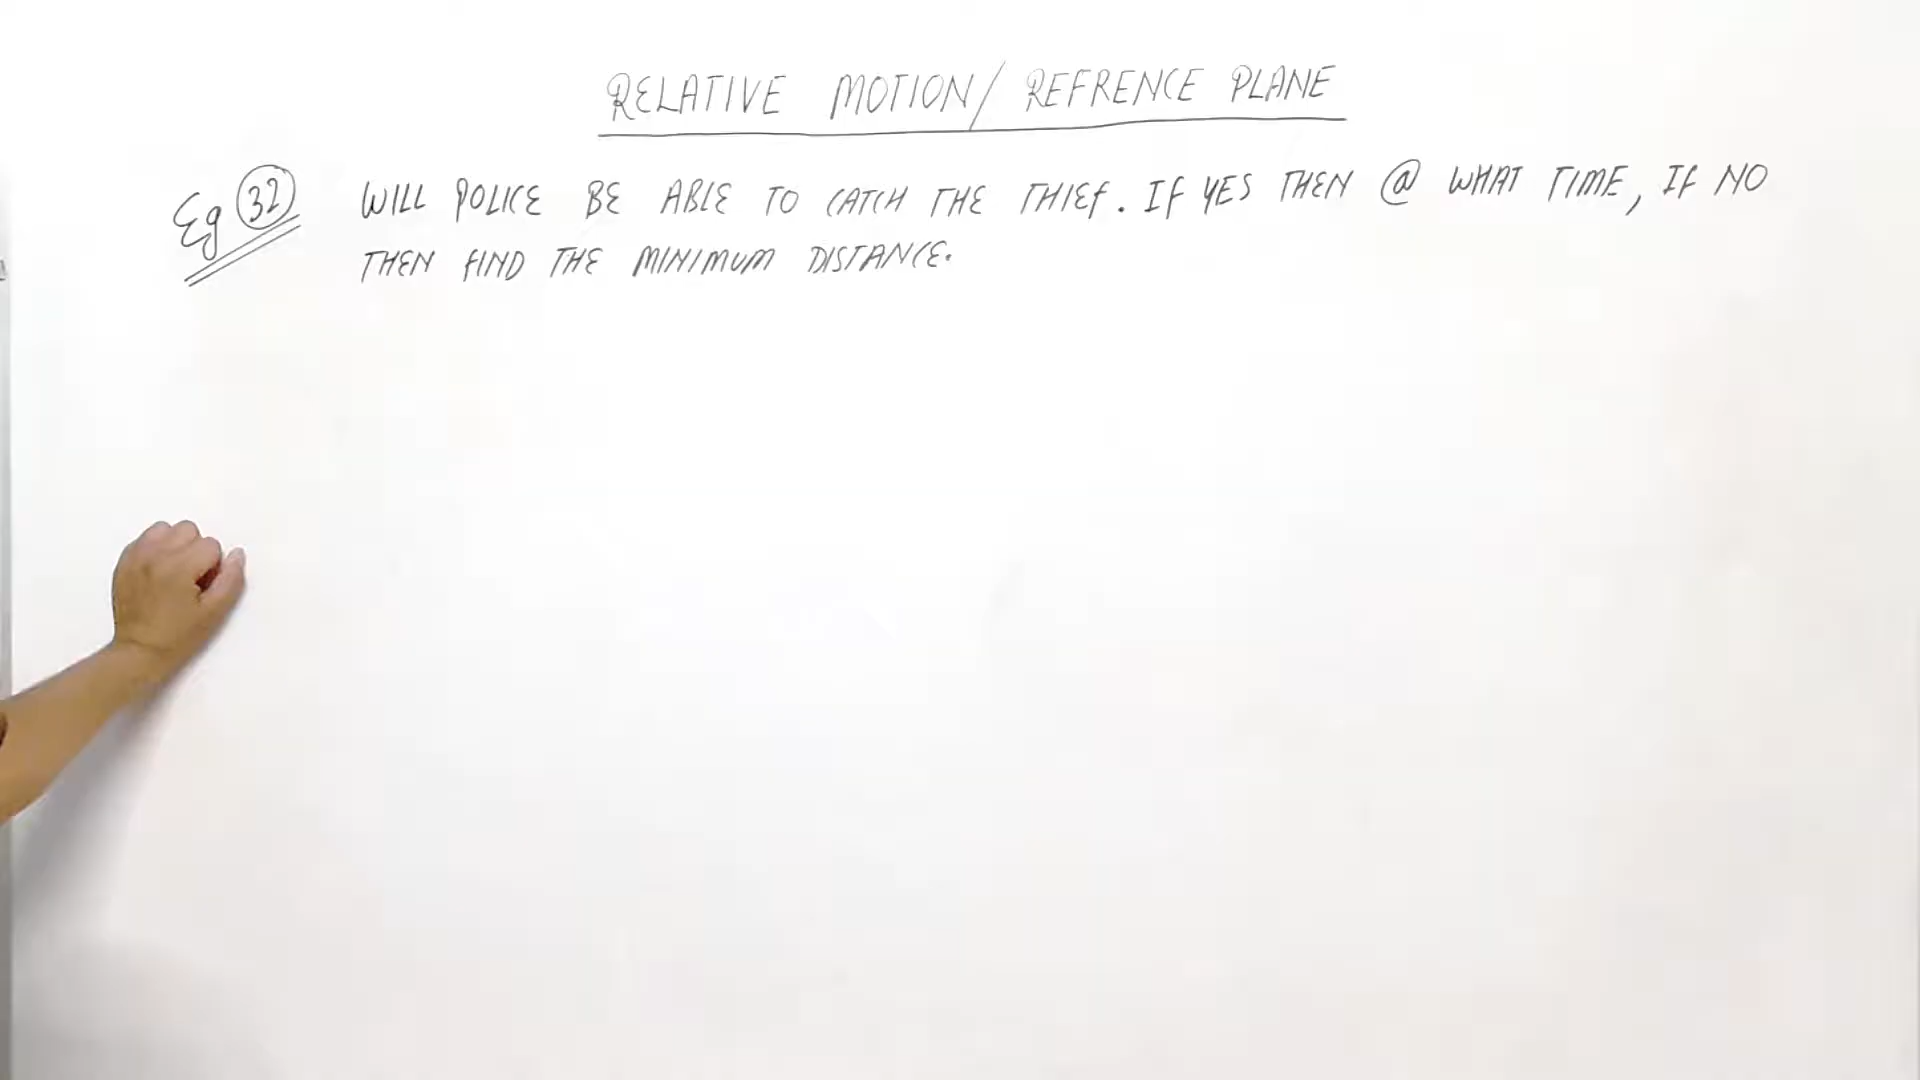 RELATIVE MOTION/ REFRENCE PLANE
Eg 32 WILL POLICE BE ABLE TO CATCH THE THIEF. IF YES THEN @ WHAT TIME, IF NO
THEN FIND THE MINIMUM DISTANCE.